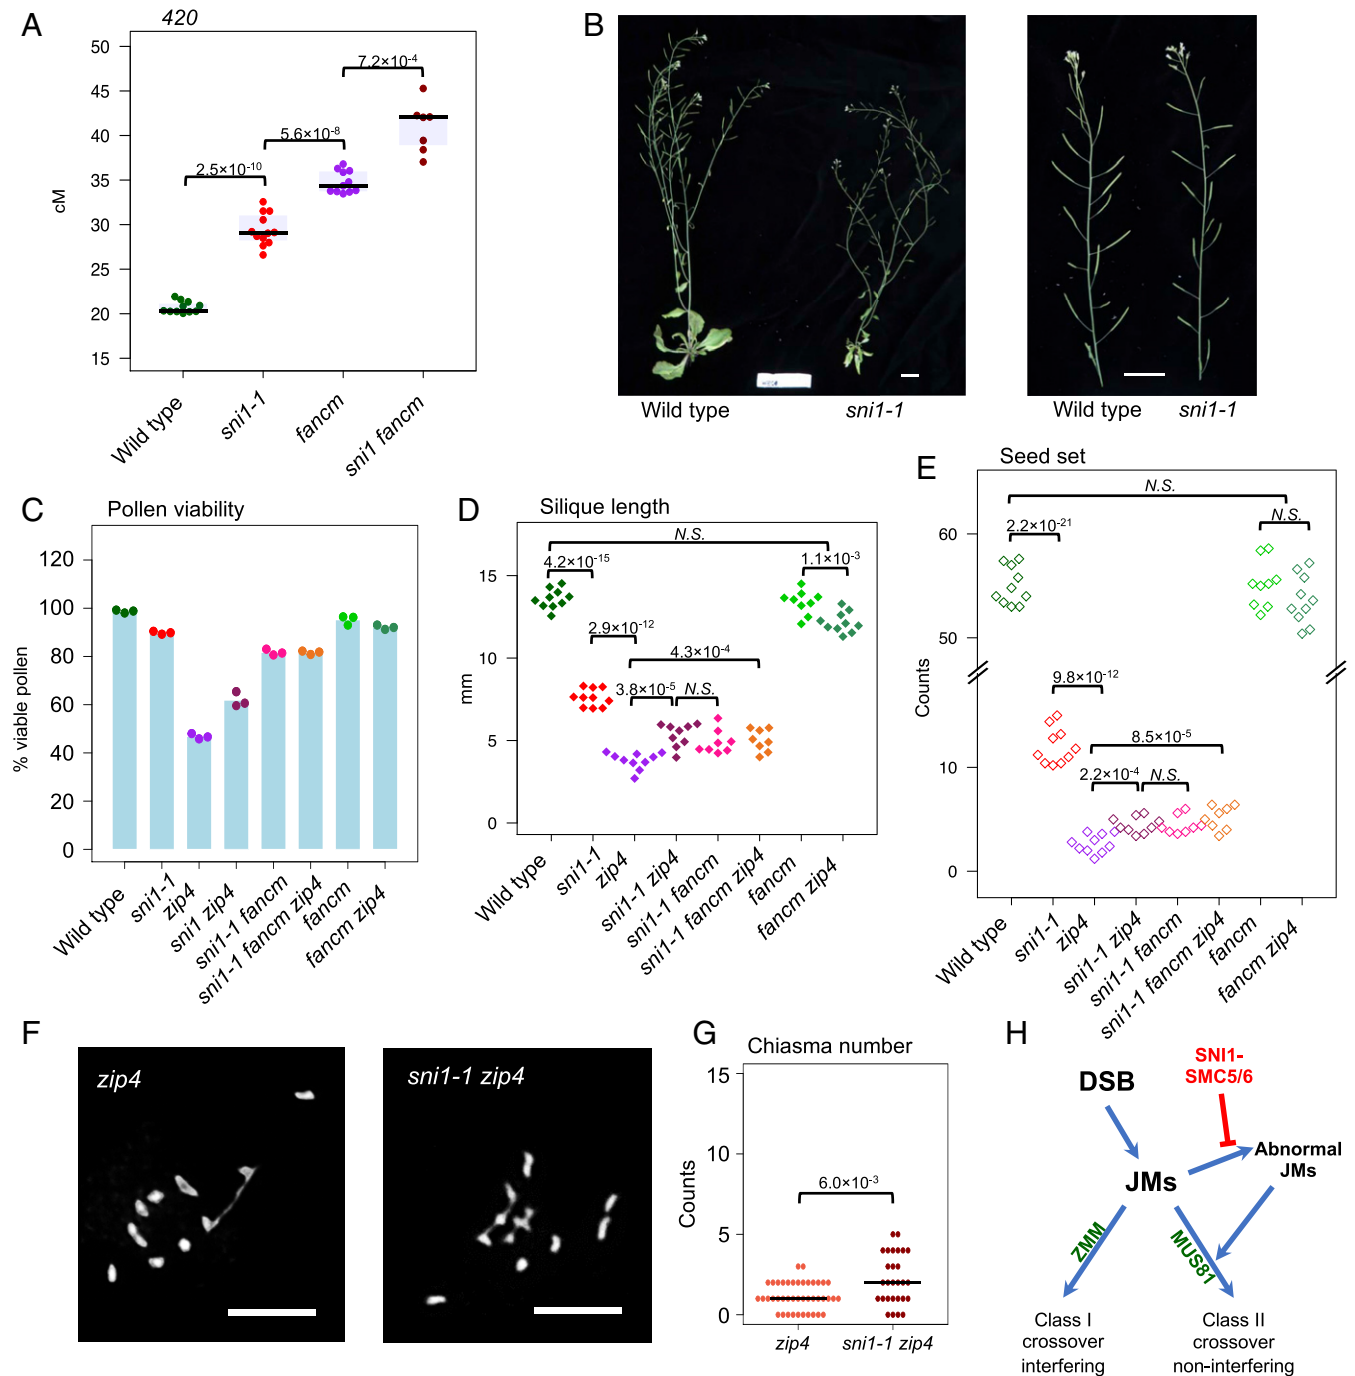 A
420
50
45
40
35
30
25
20
15
cM
7.2×10-4
5.6×10-8
2.5×10-10
Wild type
sni1-1
fancm
sni1 fancm
B
Wild type
sni1-1
Wild type
sni1-1
C
Pollen viability
120
100
80
60
40
20
0
% viable pollen
Wild type
sni1-1
zip4
sni1 zip4
sni1-1 fancm
sni1-1 fancm zip4
fancm
fancm zip4
D
Silique length
15
10
5
0
mm
N.S.
4.2×10-15
1.1×10-3
2.9×10-12
4.3×10-4
3.8×10-5
N.S.
Wild type
sni1-1
zip4
sni1-1 zip4
sni1-1 fancm
sni1-1 fancm zip4
fancm
fancm zip4
E
Seed set
60
50
10
0
Counts
N.S.
2.2×10-21
N.S.
9.8×10-12
8.5×10-5
2.2×10-4
N.S.
Wild type
sni1-1
zip4
sni1-1 zip4
sni1-1 fancm
sni1-1 fancm zip4
fancm
fancm zip4
F
zip4
sni1-1 zip4
G
Chiasma number
15
10
5
0
Counts
6.0×10-3
zip4
sni1-1 zip4
H
SNI1-
SMC5/6
DSB
Abnormal
JMs
JMs
ZMM
MUS81
Class I
crossover
interfering
Class II
crossover
non-interfering